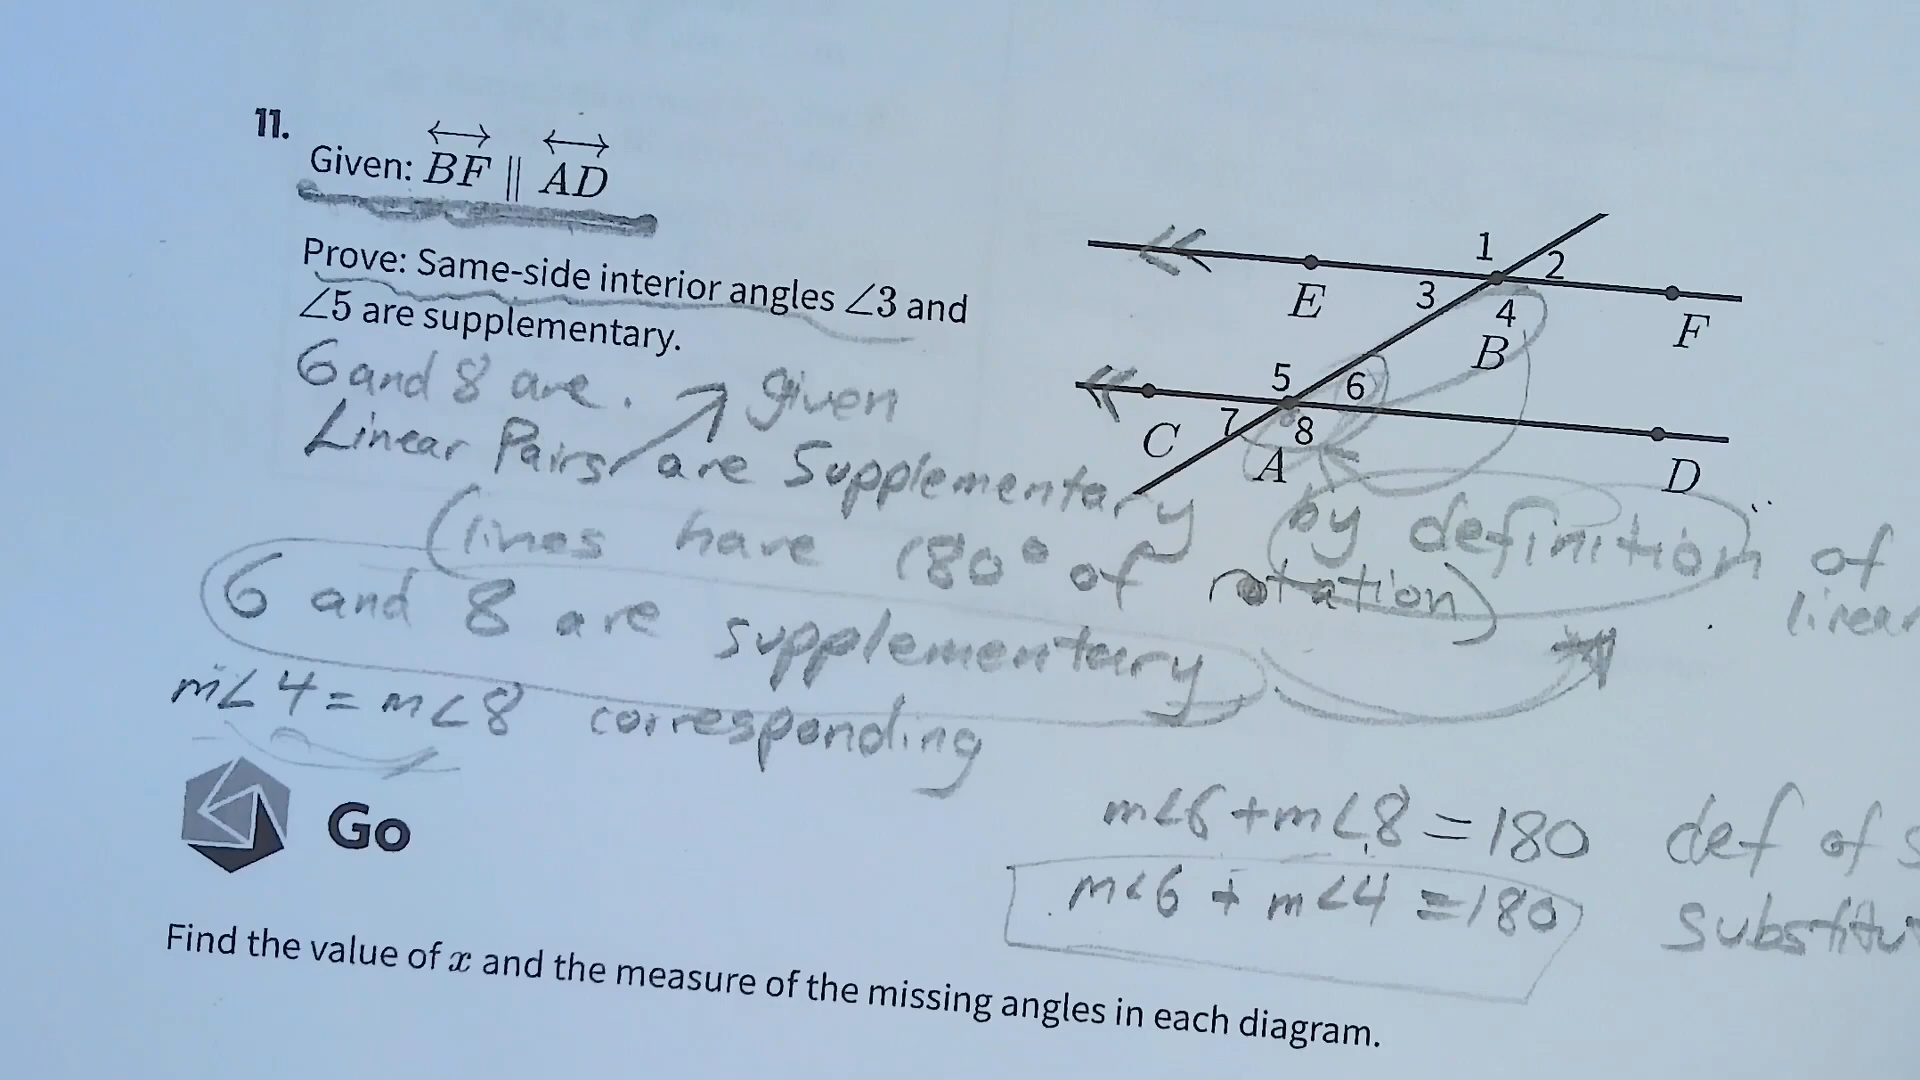 11.
Given: BF || AD
Prove: Same-side interior angles ∠3 and
∠5 are supplementary.
1
2
E
3
4
B
F
5
6
C
7
8
A
D
6 and 8 are . given
Linear Pairs are Supplementary by definition of
linear
(lines have 180° of rotation)
6 and 8 are supplementary
m∠4 = m∠8 corresponding
m∠6 + m∠8 = 180 def of s
m∠6 + m∠4 = 180 substitu
Go
Find the value of x and the measure of the missing angles in each diagram.